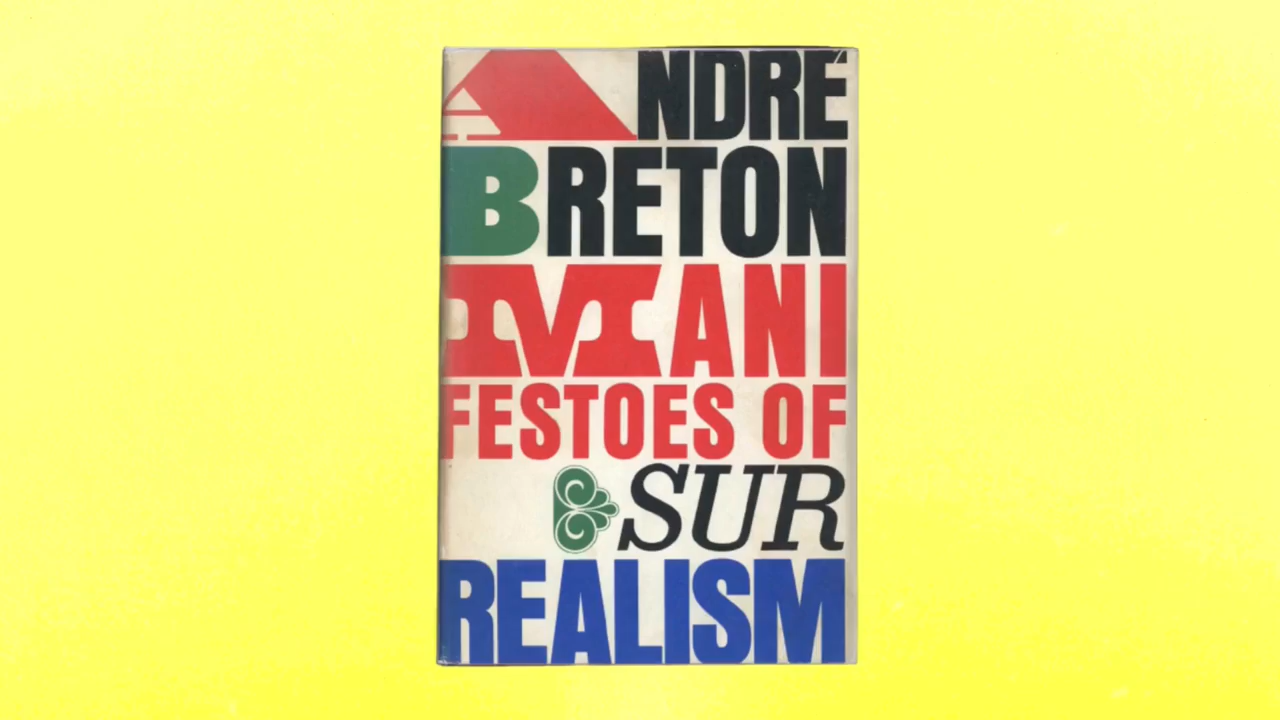 ANDRÉ
BRETON
MANI
FESTOES OF
SUR
REALISM